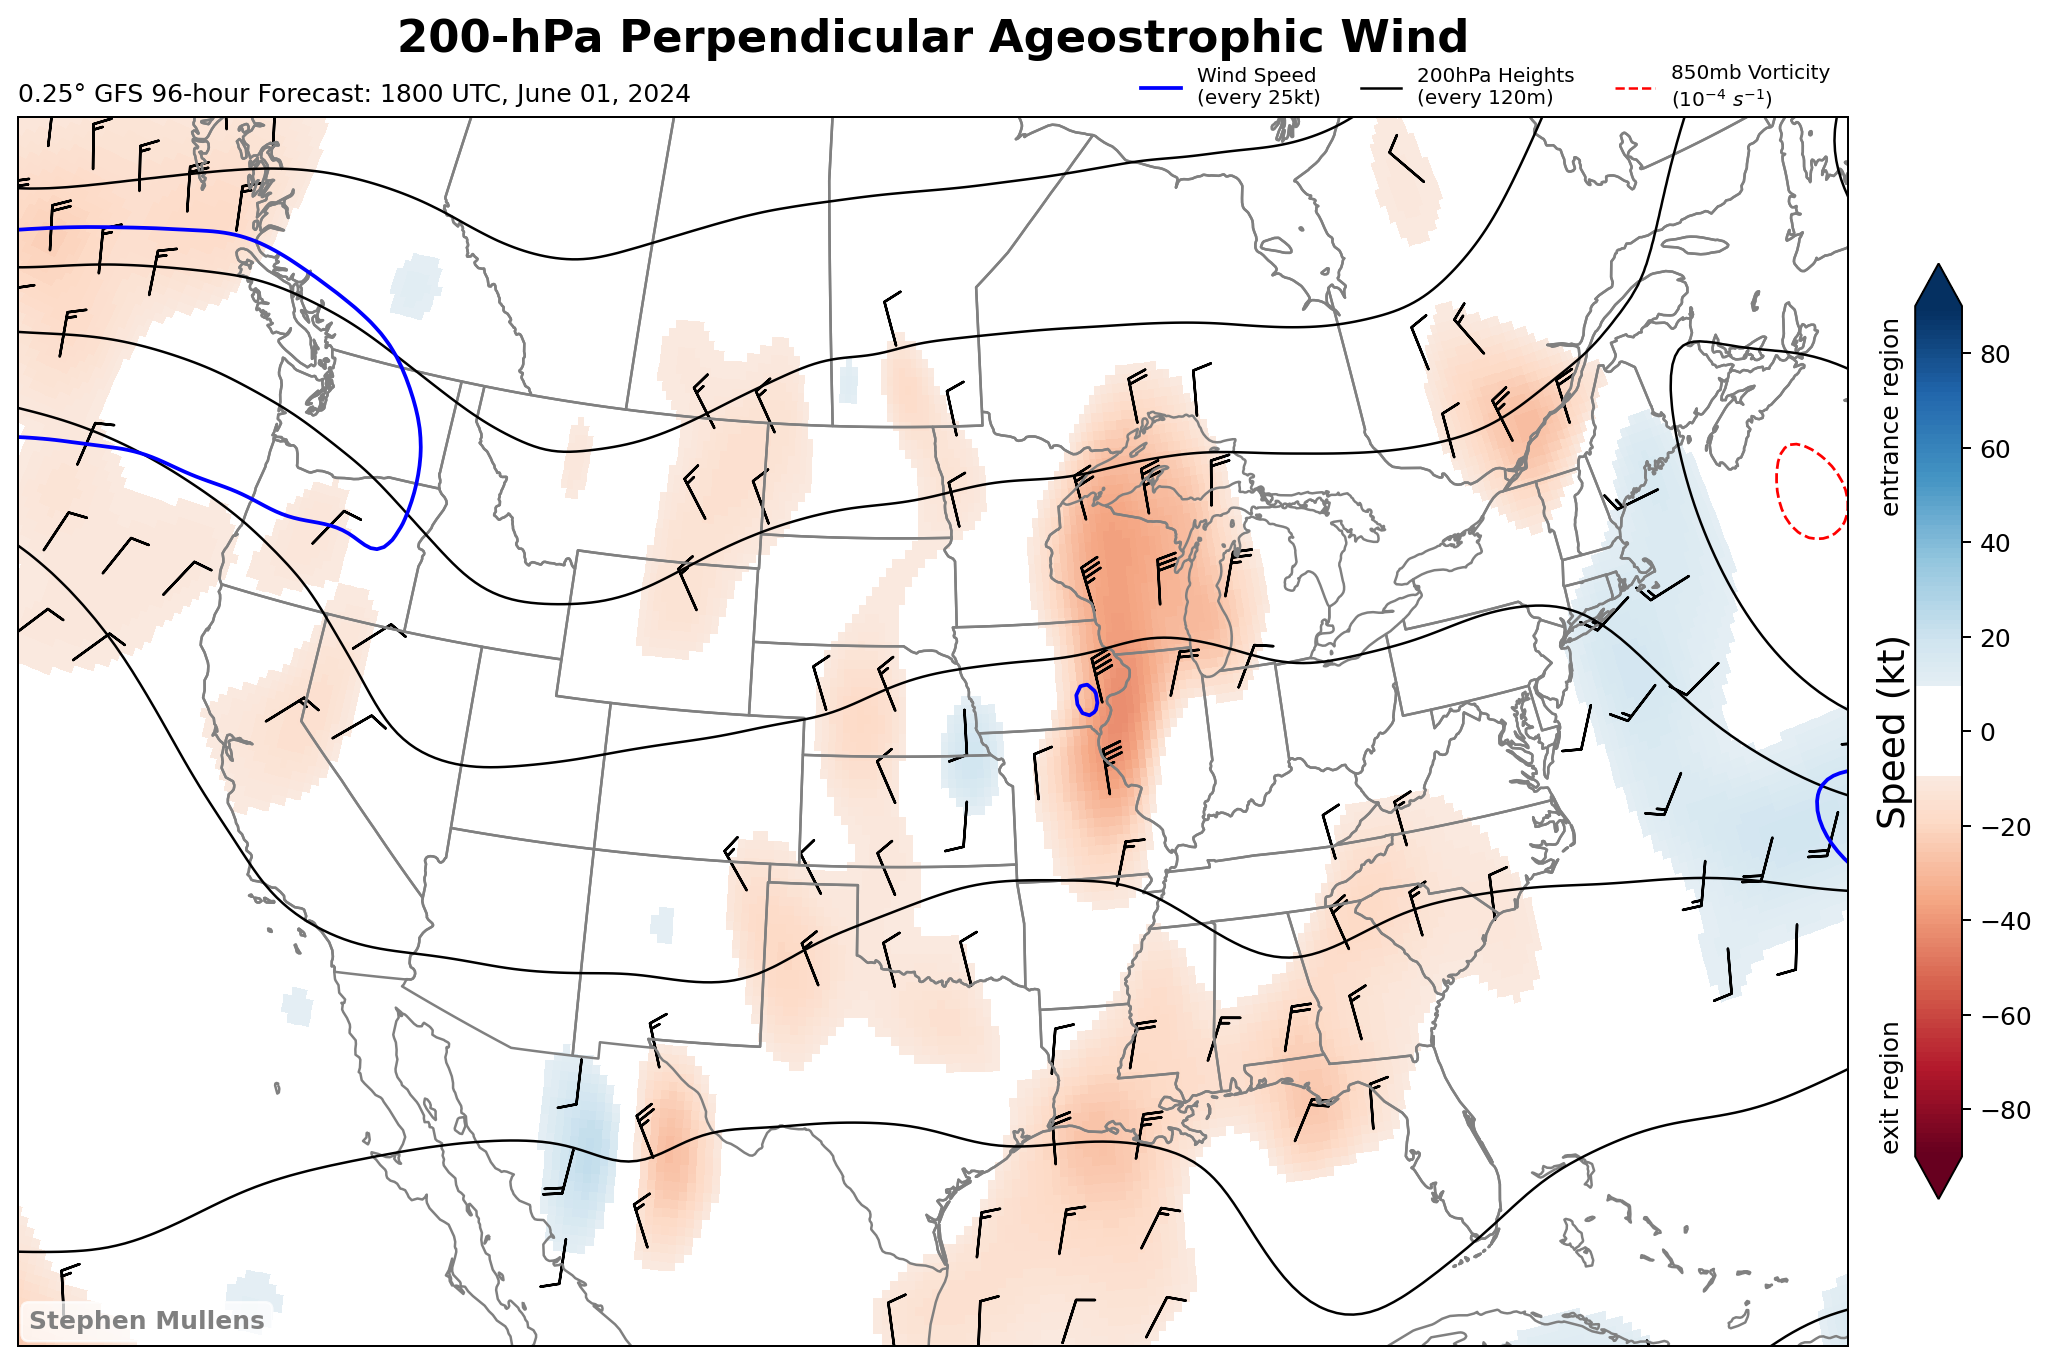 200-hPa Perpendicular Ageostrophic Wind
0.25° GFS 96-hour Forecast: 1800 UTC, June 01, 2024
Wind Speed
(every 25kt)
200hPa Heights
(every 120m)
850mb Vorticity
(10⁻⁴ s⁻¹)
entrance region
Speed (kt)
exit region
80
60
40
20
0
−20
−40
−60
−80
Stephen Mullens